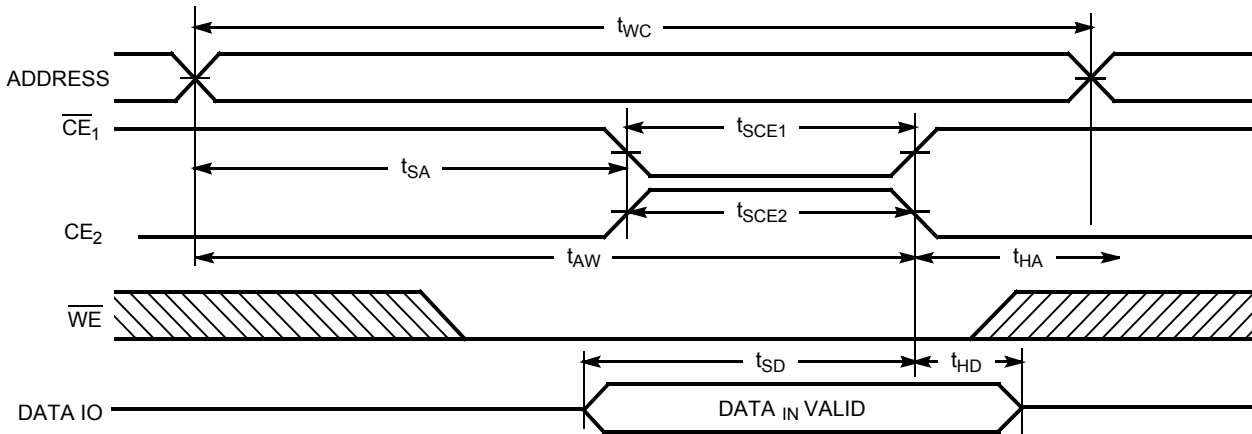 tWC
ADDRESS
CE1
tSCE1
tSA
CE2
tSCE2
tAW
tHA
WE
tSD
tHD
DATA IO
DATA IN VALID